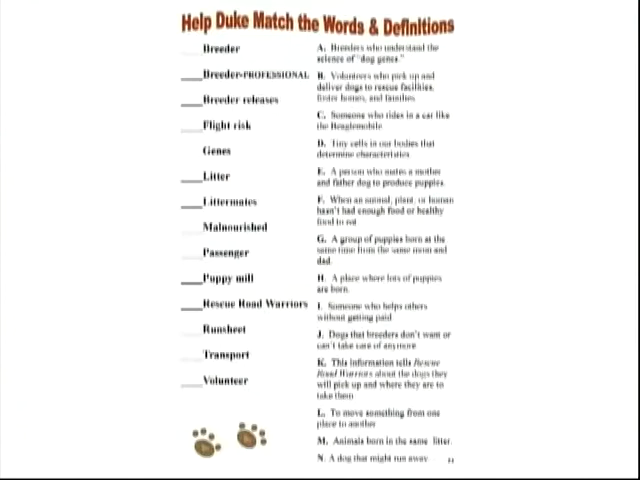 Help Duke Match the Words & Definitions
Breeder
Breeder-PROFESSIONAL
Breeder releases
Flight risk
Genes
Litter
Littermates
Malnourished
Passenger
Puppy mill
Rescue Road Warriors
Runsheet
Transport
Volunteer
A. Breeders who understand the
science of "dog genes."
B. Volunteers who pick up and
deliver dogs to rescue facilities,
foster homes, and families.
C. Someone who rides in a car like
the Beaglemobile
D. Tiny cells in our bodies that
determine characteristics
E. A person who mates a mother
and father dog to produce puppies.
F. When an animal, plant, or human
hasn't had enough food or healthy
food to eat
G. A group of puppies born at the
same time from the same mom and
dad.
H. A place where lots of puppies
are born.
I. Someone who helps others
without getting paid
J. Dogs that breeders don't want or
can't take care of anymore
K. This information tells Rescue
Road Warriors about the dogs they
will pick up and where they are to
take them
L. To move something from one
place to another
M. Animals born in the same litter.
N. A dog that might run away